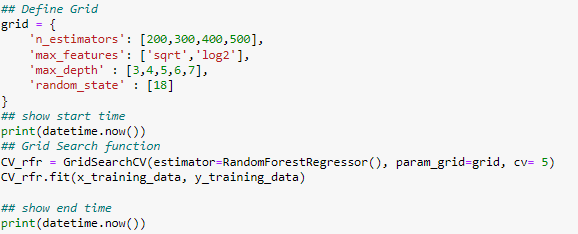 ## Define Grid
grid = {
    'n_estimators': [200,300,400,500],
    'max_features': ['sqrt','log2'],
    'max_depth' : [3,4,5,6,7],
    'random_state' : [18]
}
## show start time
print(datetime.now())
## Grid Search function
CV_rfr = GridSearchCV(estimator=RandomForestRegressor(), param_grid=grid, cv= 5)
CV_rfr.fit(x_training_data, y_training_data)

## show end time
print(datetime.now())